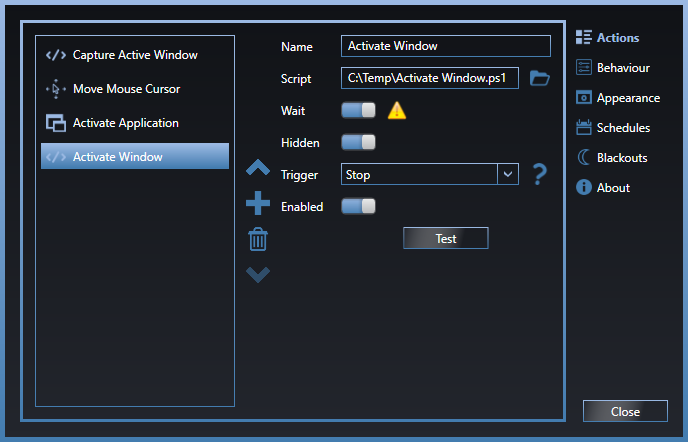 Capture Active Window
Move Mouse Cursor
Activate Application
Activate Window
Name
Activate Window
Script
C:\Temp\Activate Window.ps1
Wait
Hidden
Trigger
Stop
?
Enabled
Test
Actions
Behaviour
Appearance
Schedules
Blackouts
About
Close